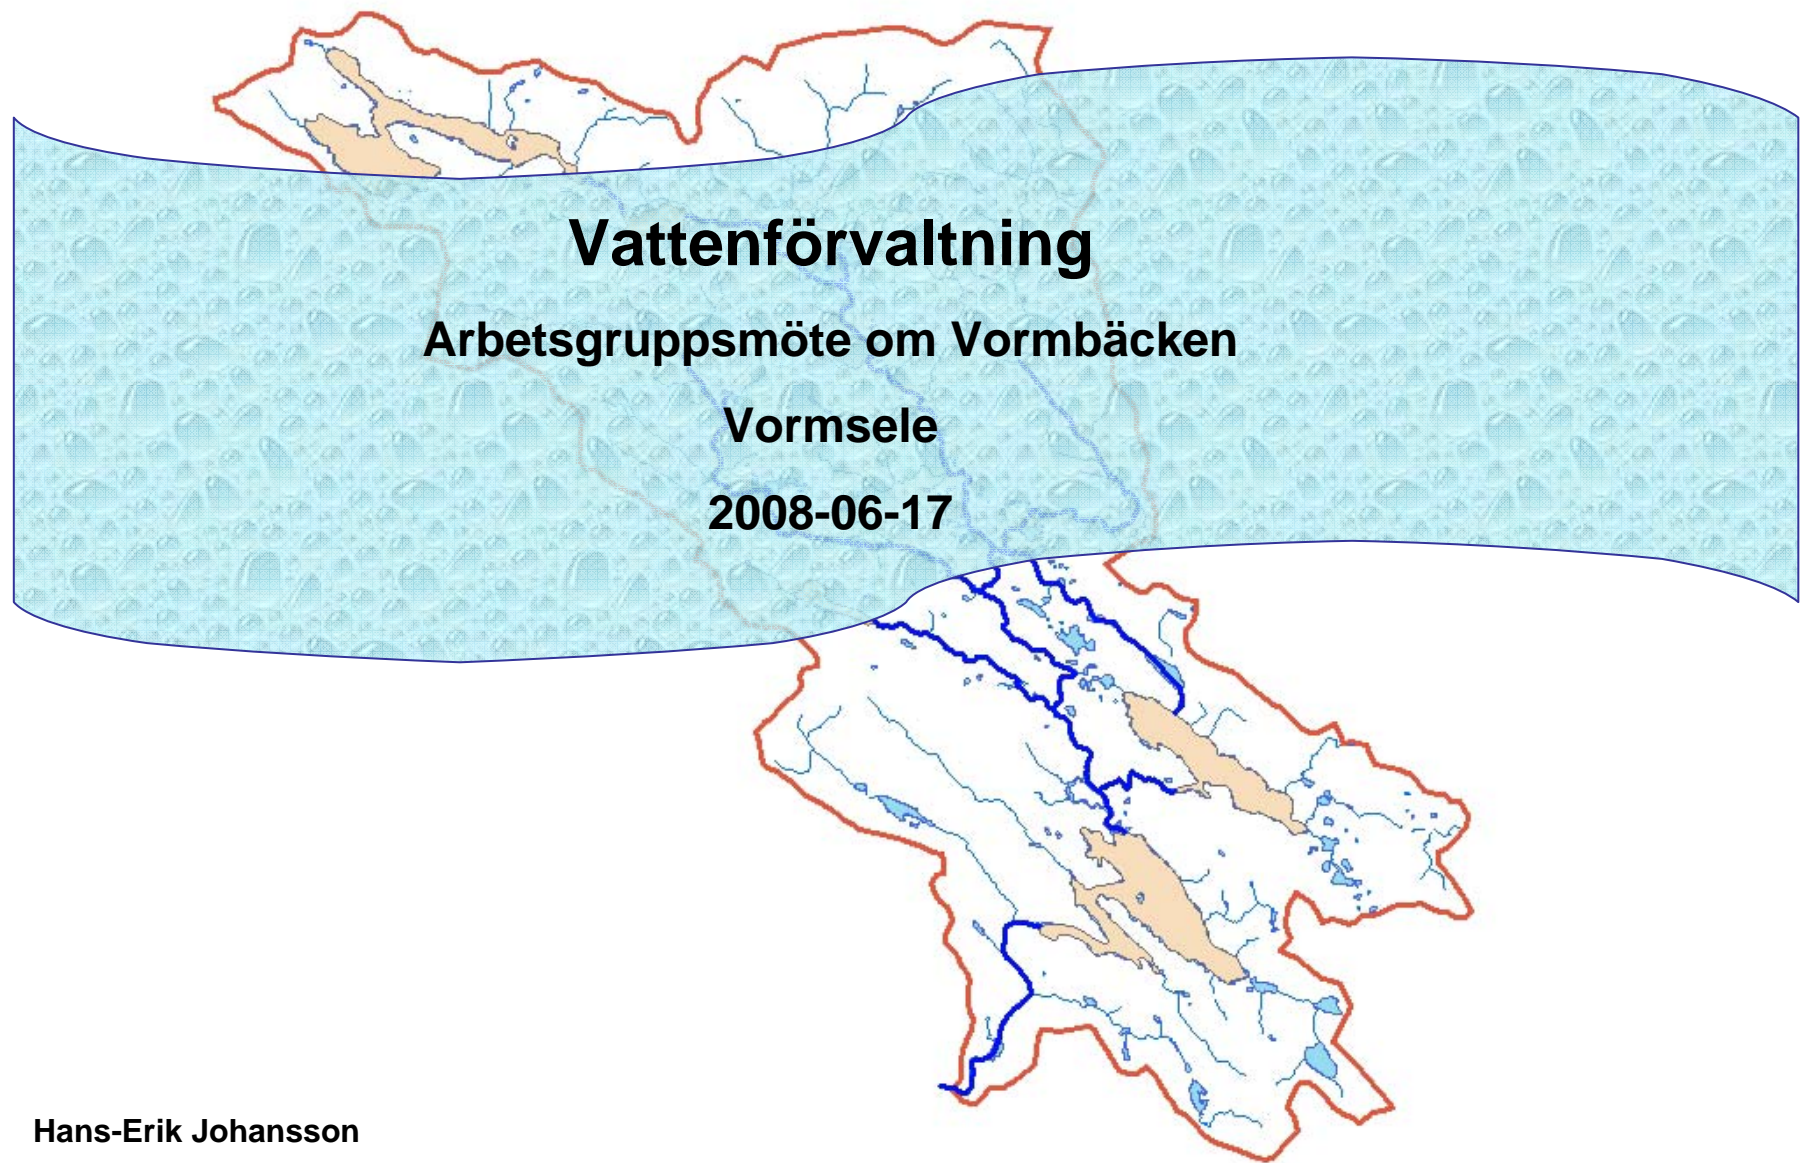 Vattenförvaltning
Arbetsgruppsmöte om Vormbäcken
Vormsele
2008-06-17
Hans-Erik Johansson